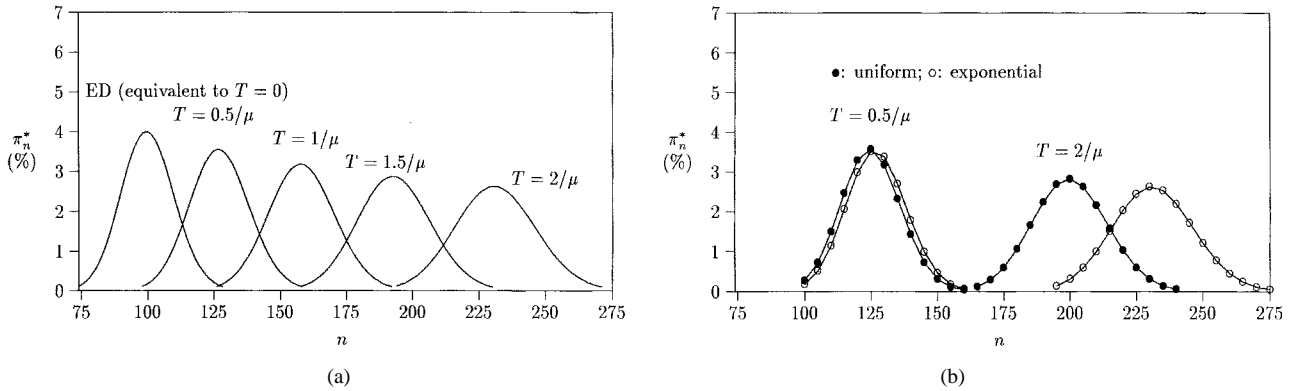 7
6
5
4
3
2
1
0
π*n
(%)
ED (equivalent to T = 0)
T = 0.5/μ
T = 1/μ
T = 1.5/μ
T = 2/μ
75 100 125 150 175 200 225 250 275
n
(a)
7
6
5
4
3
2
1
0
π*n
(%)
●: uniform; ○: exponential
T = 0.5/μ
T = 2/μ
75 100 125 150 175 200 225 250 275
n
(b)